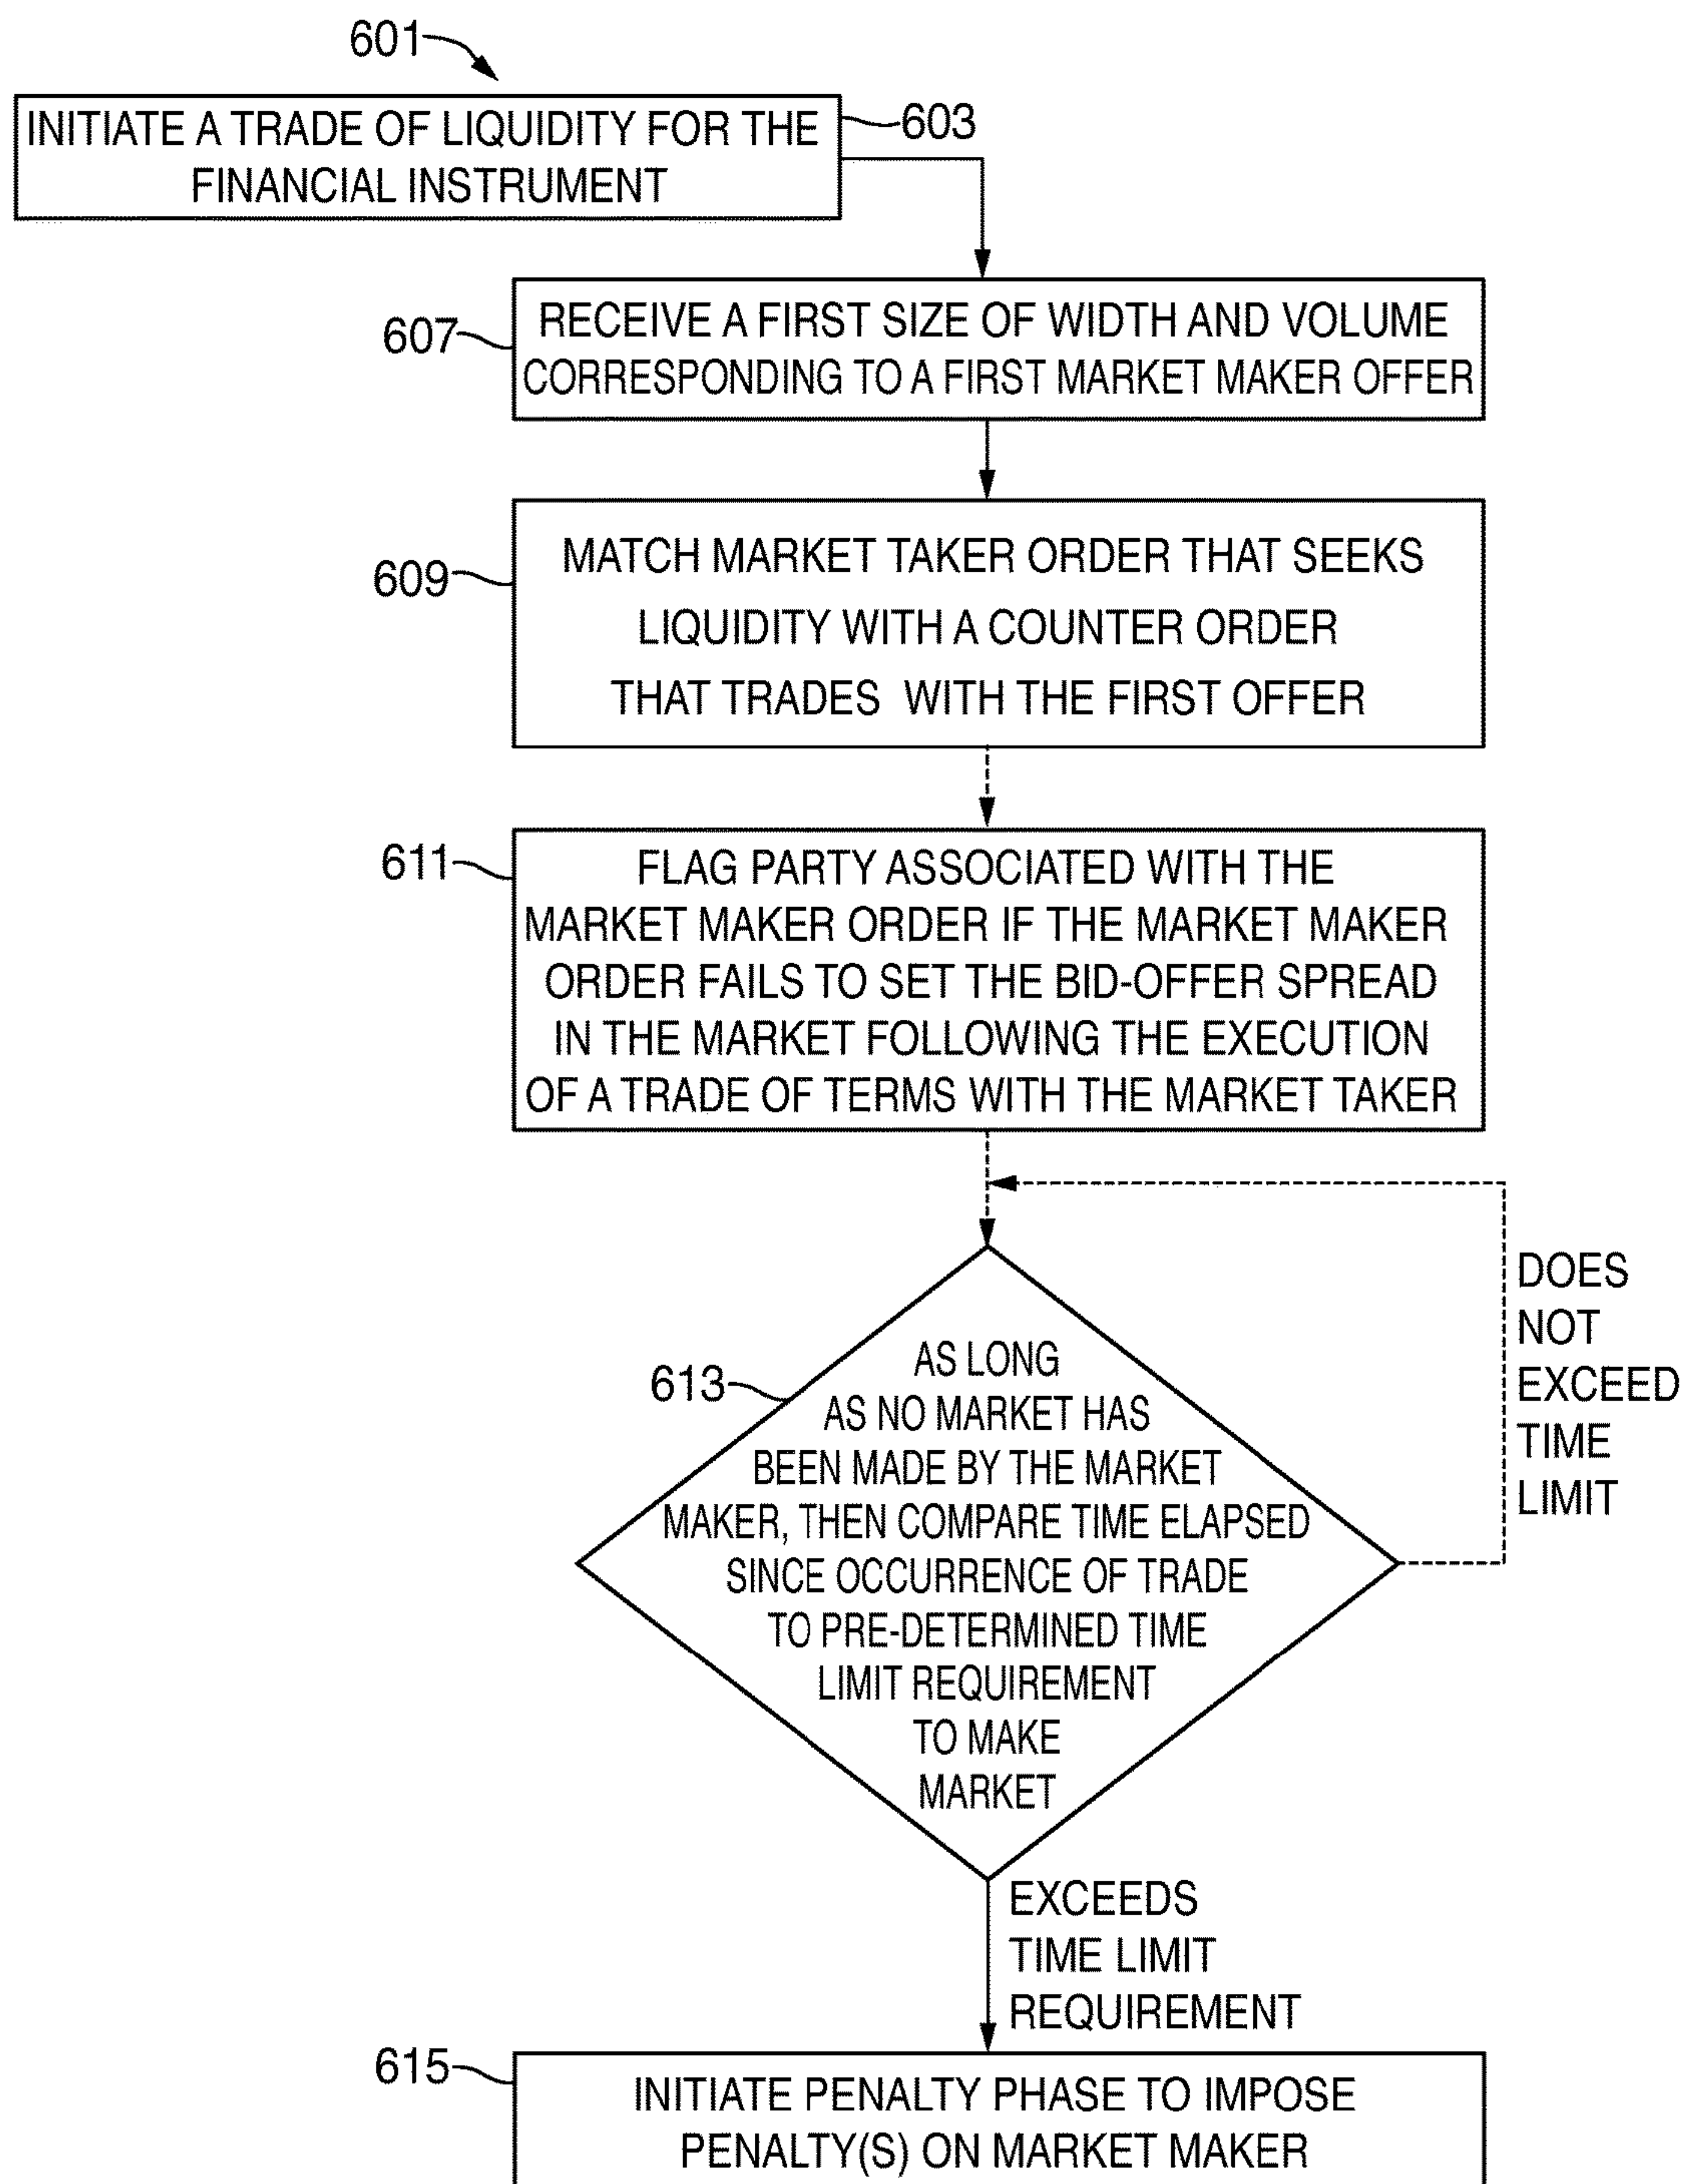 601
INITIATE A TRADE OF LIQUIDITY FOR THE
FINANCIAL INSTRUMENT
603
607
RECEIVE A FIRST SIZE OF WIDTH AND VOLUME
CORRESPONDING TO A FIRST MARKET MAKER OFFER
609
MATCH MARKET TAKER ORDER THAT SEEKS
LIQUIDITY WITH A COUNTER ORDER
THAT TRADES WITH THE FIRST OFFER
611
FLAG PARTY ASSOCIATED WITH THE
MARKET MAKER ORDER IF THE MARKET MAKER
ORDER FAILS TO SET THE BID-OFFER SPREAD
IN THE MARKET FOLLOWING THE EXECUTION
OF A TRADE OF TERMS WITH THE MARKET TAKER
613
AS LONG
AS NO MARKET HAS
BEEN MADE BY THE MARKET
MAKER, THEN COMPARE TIME ELAPSED
SINCE OCCURRENCE OF TRADE
TO PRE-DETERMINED TIME
LIMIT REQUIREMENT
TO MAKE
MARKET
DOES
NOT
EXCEED
TIME
LIMIT
EXCEEDS
TIME LIMIT
REQUIREMENT
615
INITIATE PENALTY PHASE TO IMPOSE
PENALTY(S) ON MARKET MAKER